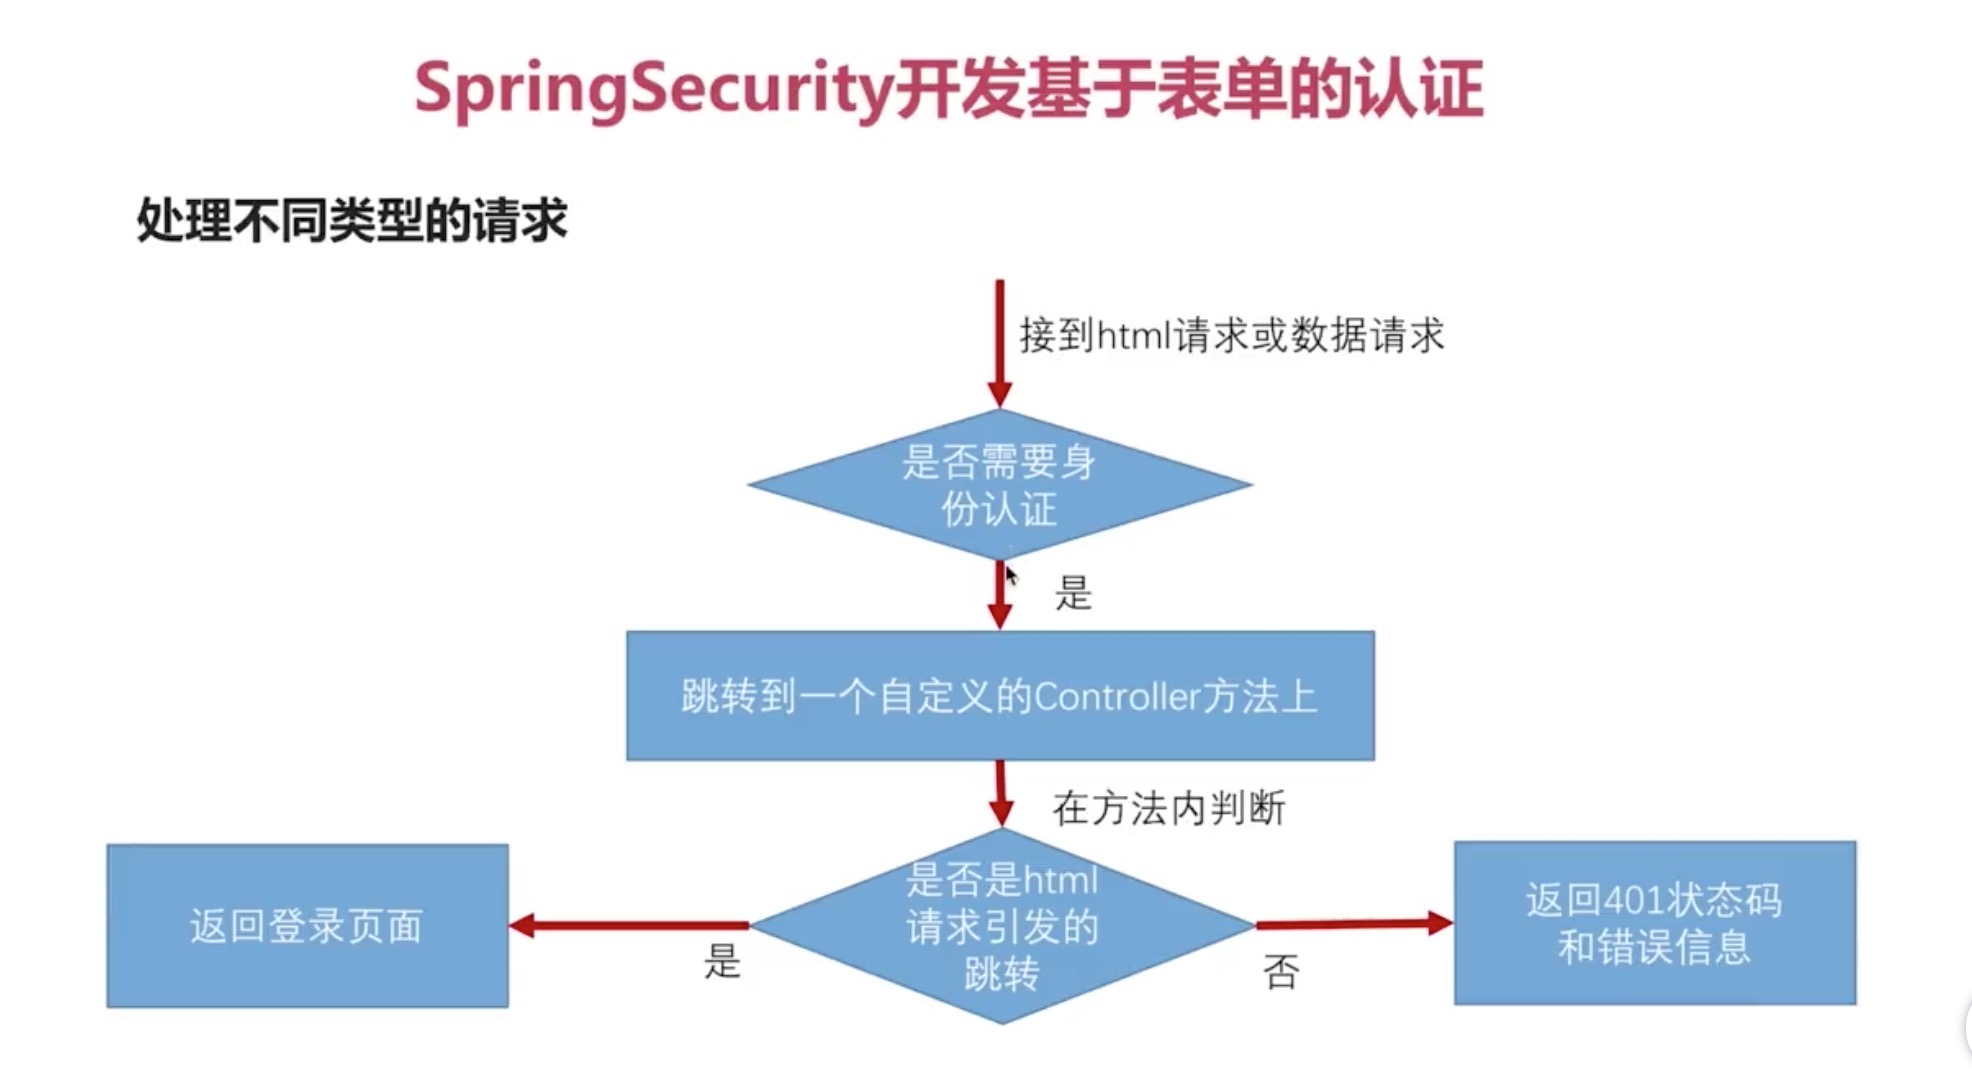 SpringSecurity开发基于表单的认证
处理不同类型的请求
接到html请求或数据请求
是否需要身
份认证
是
跳转到一个自定义的Controller方法上
在方法内判断
返回登录页面
是
是否是html
请求引发的
跳转
否
返回401状态码
和错误信息